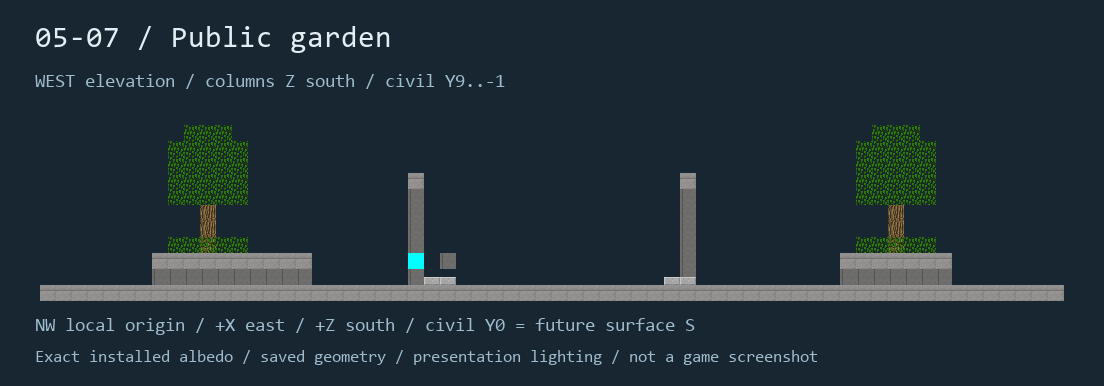 05-07 / Public garden
WEST elevation / columns Z south / civil Y9..-1
NW local origin / +X east / +Z south / civil Y0 = future surface S
Exact installed albedo / saved geometry / presentation lighting / not a game screenshot